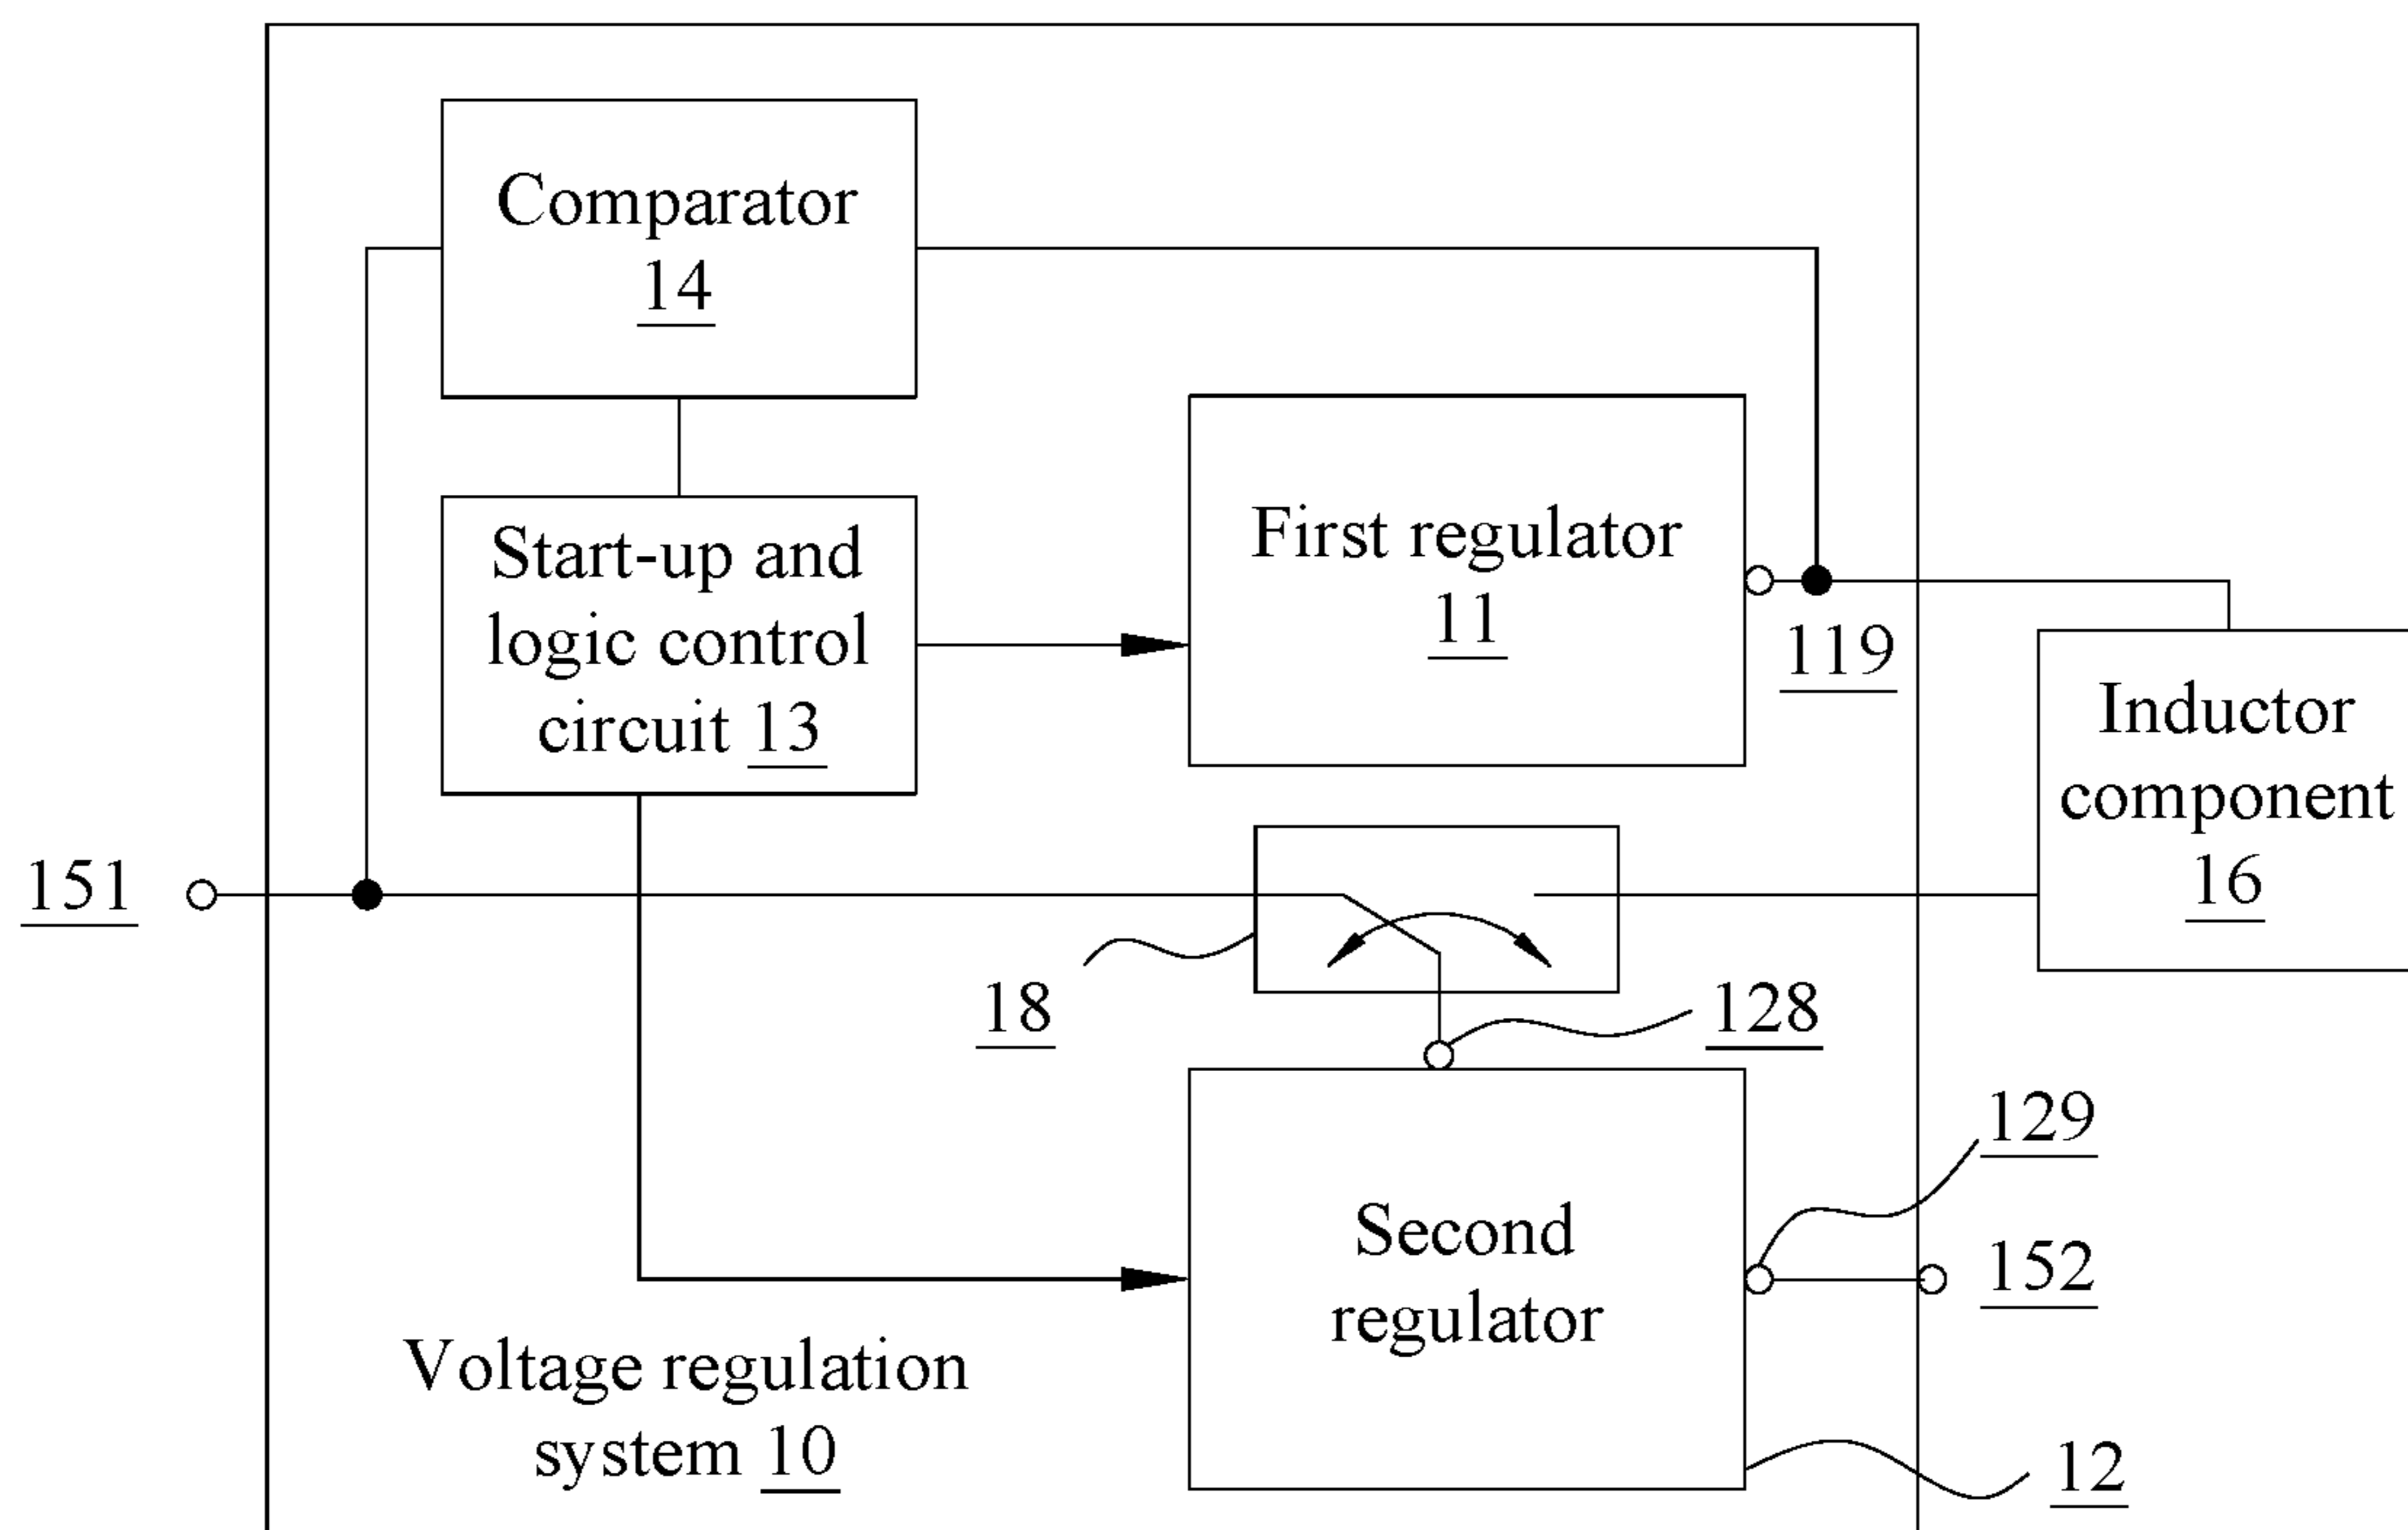 Comparator
14
Start-up and
logic control
circuit 13
First regulator
11
119
Inductor
component
16
151
18
128
129
Second
regulator
152
Voltage regulation
system 10
12